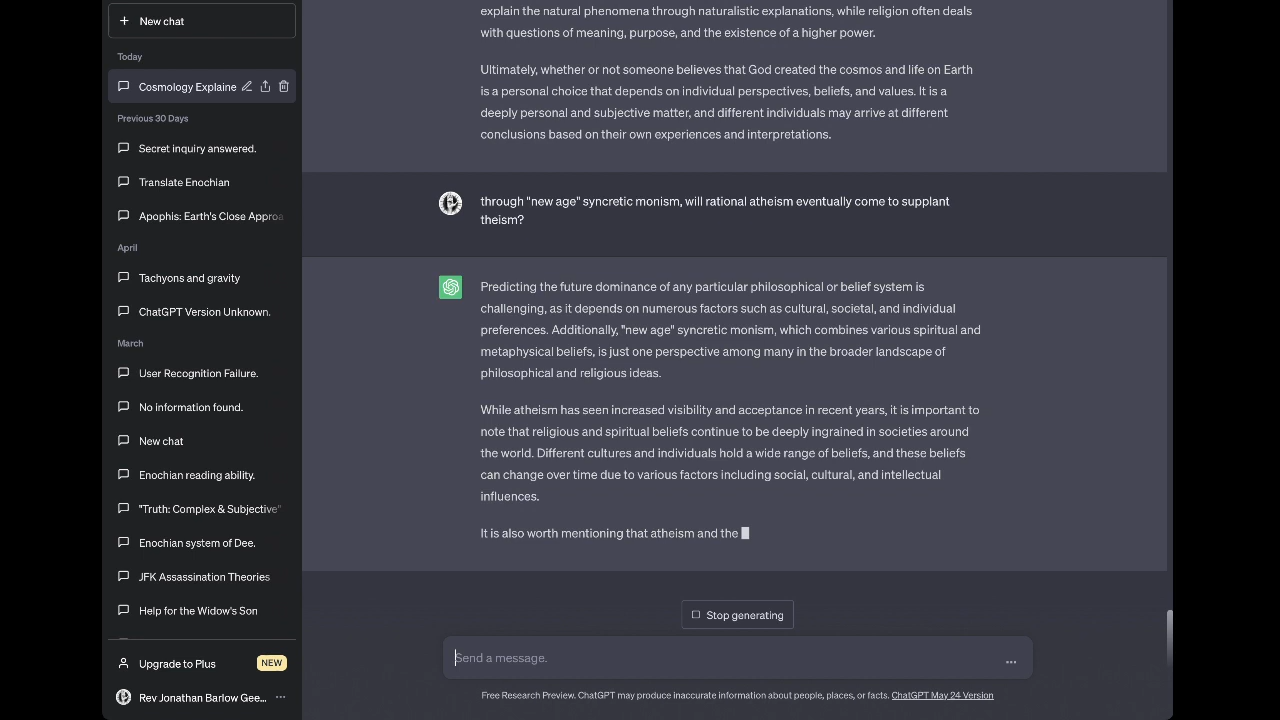 New chat
Today
Cosmology Explaine
Previous 30 Days
Secret inquiry answered.
Translate Enochian
Apophis: Earth's Close Approa
April
Tachyons and gravity
ChatGPT Version Unknown.
March
User Recognition Failure.
No information found.
New chat
Enochian reading ability.
"Truth: Complex & Subjective"
Enochian system of Dee.
JFK Assassination Theories
Help for the Widow's Son
Upgrade to Plus
NEW
Rev Jonathan Barlow Gee...
explain the natural phenomena through naturalistic explanations, while religion often deals
with questions of meaning, purpose, and the existence of a higher power.
Ultimately, whether or not someone believes that God created the cosmos and life on Earth
is a personal choice that depends on individual perspectives, beliefs, and values. It is a
deeply personal and subjective matter, and different individuals may arrive at different
conclusions based on their own experiences and interpretations.
through "new age" syncretic monism, will rational atheism eventually come to supplant
theism?
Predicting the future dominance of any particular philosophical or belief system is
challenging, as it depends on numerous factors such as cultural, societal, and individual
preferences. Additionally, "new age" syncretic monism, which combines various spiritual and
metaphysical beliefs, is just one perspective among many in the broader landscape of
philosophical and religious ideas.
While atheism has seen increased visibility and acceptance in recent years, it is important to
note that religious and spiritual beliefs continue to be deeply ingrained in societies around
the world. Different cultures and individuals hold a wide range of beliefs, and these beliefs
can change over time due to various factors including social, cultural, and intellectual
influences.
It is also worth mentioning that atheism and the
Stop generating
Send a message.
Free Research Preview. ChatGPT may produce inaccurate information about people, places, or facts. ChatGPT May 24 Version